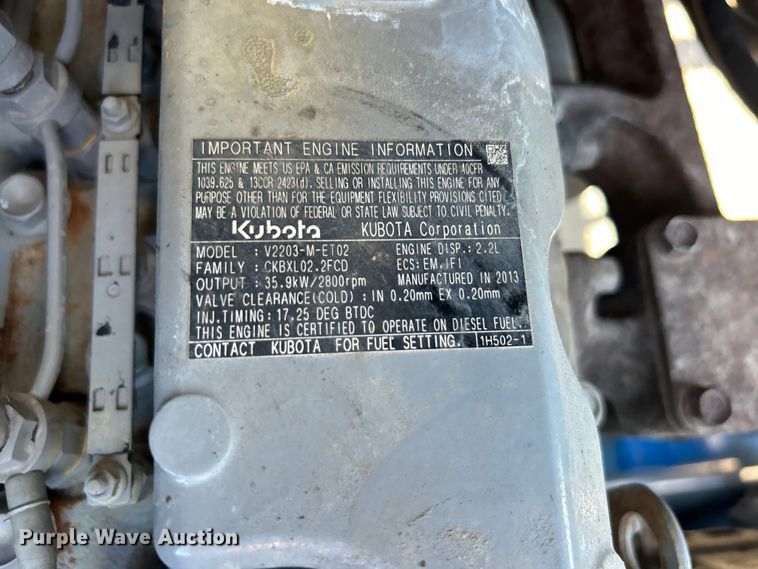 IMPORTANT ENGINE INFORMATION
THIS ENGINE MEETS US EPA & CA EMISSION REQUIREMENTS UNDER 40CFR
1039.625 & 13CCR 2423(d). SELLING OR INSTALLING THIS ENGINE FOR ANY
PURPOSE OTHER THAN FOR THE EQUIPMENT FLEXIBILITY PROVISIONS CITED
MAY BE A VIOLATION OF FEDERAL OR STATE LAW SUBJECT TO CIVIL PENALTY.
Kubota KUBOTA Corporation
MODEL : V2203-M-ET02 ENGINE DISP.: 2.2L
FAMILY : CKBXL02.2FCD ECS: EM, IFI
OUTPUT : 35.9kW/2800rpm MANUFACTURED IN 2013
VALVE CLEARANCE(COLD) : IN 0.20mm EX 0.20mm
INJ.TIMING: 17.25 DEG BTDC
THIS ENGINE IS CERTIFIED TO OPERATE ON DIESEL FUEL.
CONTACT KUBOTA FOR FUEL SETTING. 1H502-1
Purple Wave Auction